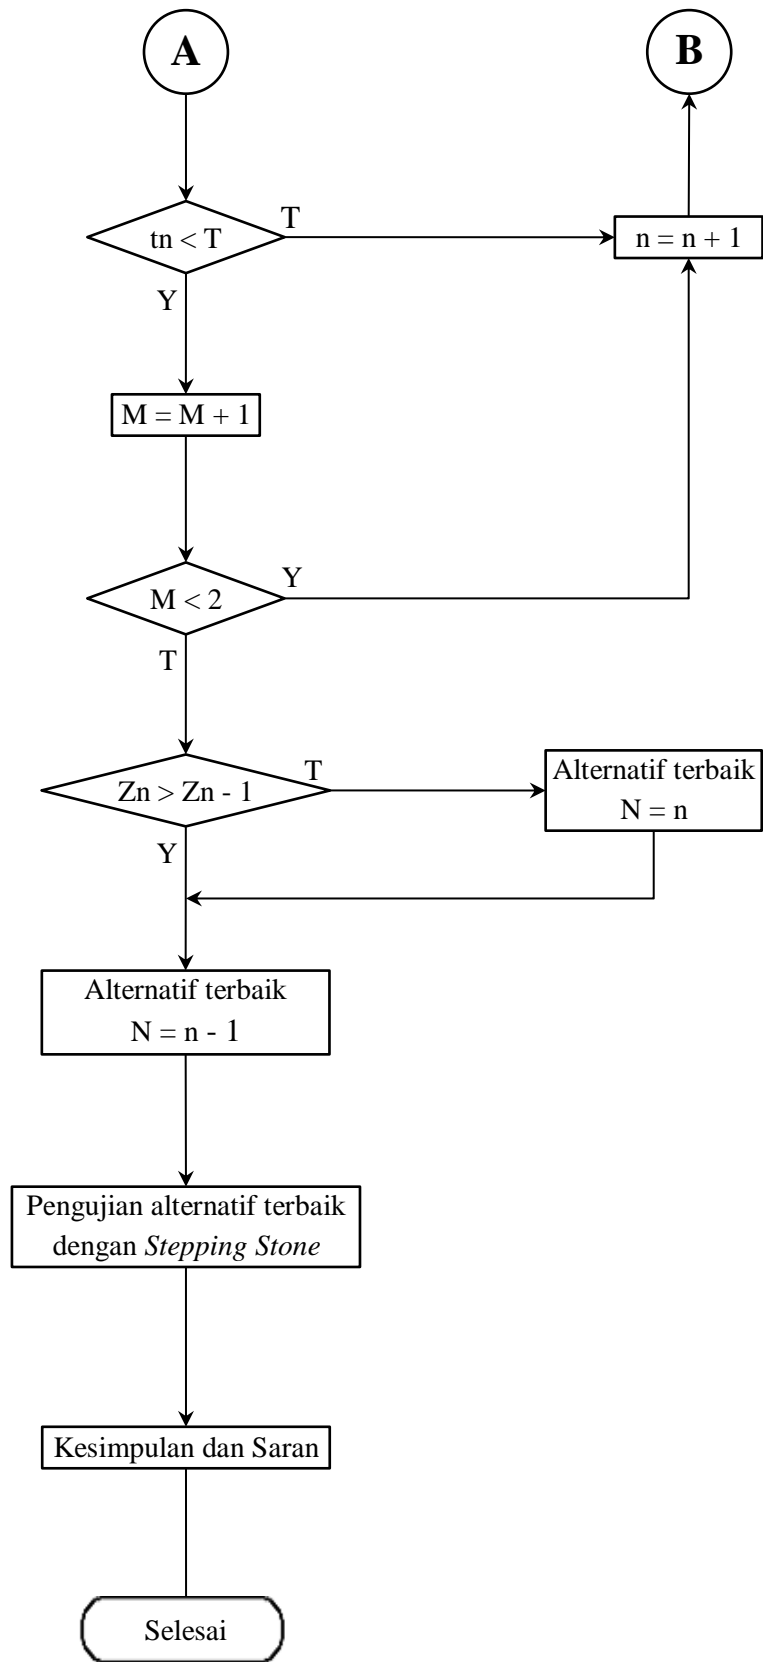 A
B
tn < T
T
n = n + 1
Y
M = M + 1
M < 2
Y
T
Zn > Zn - 1
T
Alternatif terbaik
N = n
Y
Alternatif terbaik
N = n - 1
Pengujian alternatif terbaik
dengan Stepping Stone
Kesimpulan dan Saran
Selesai